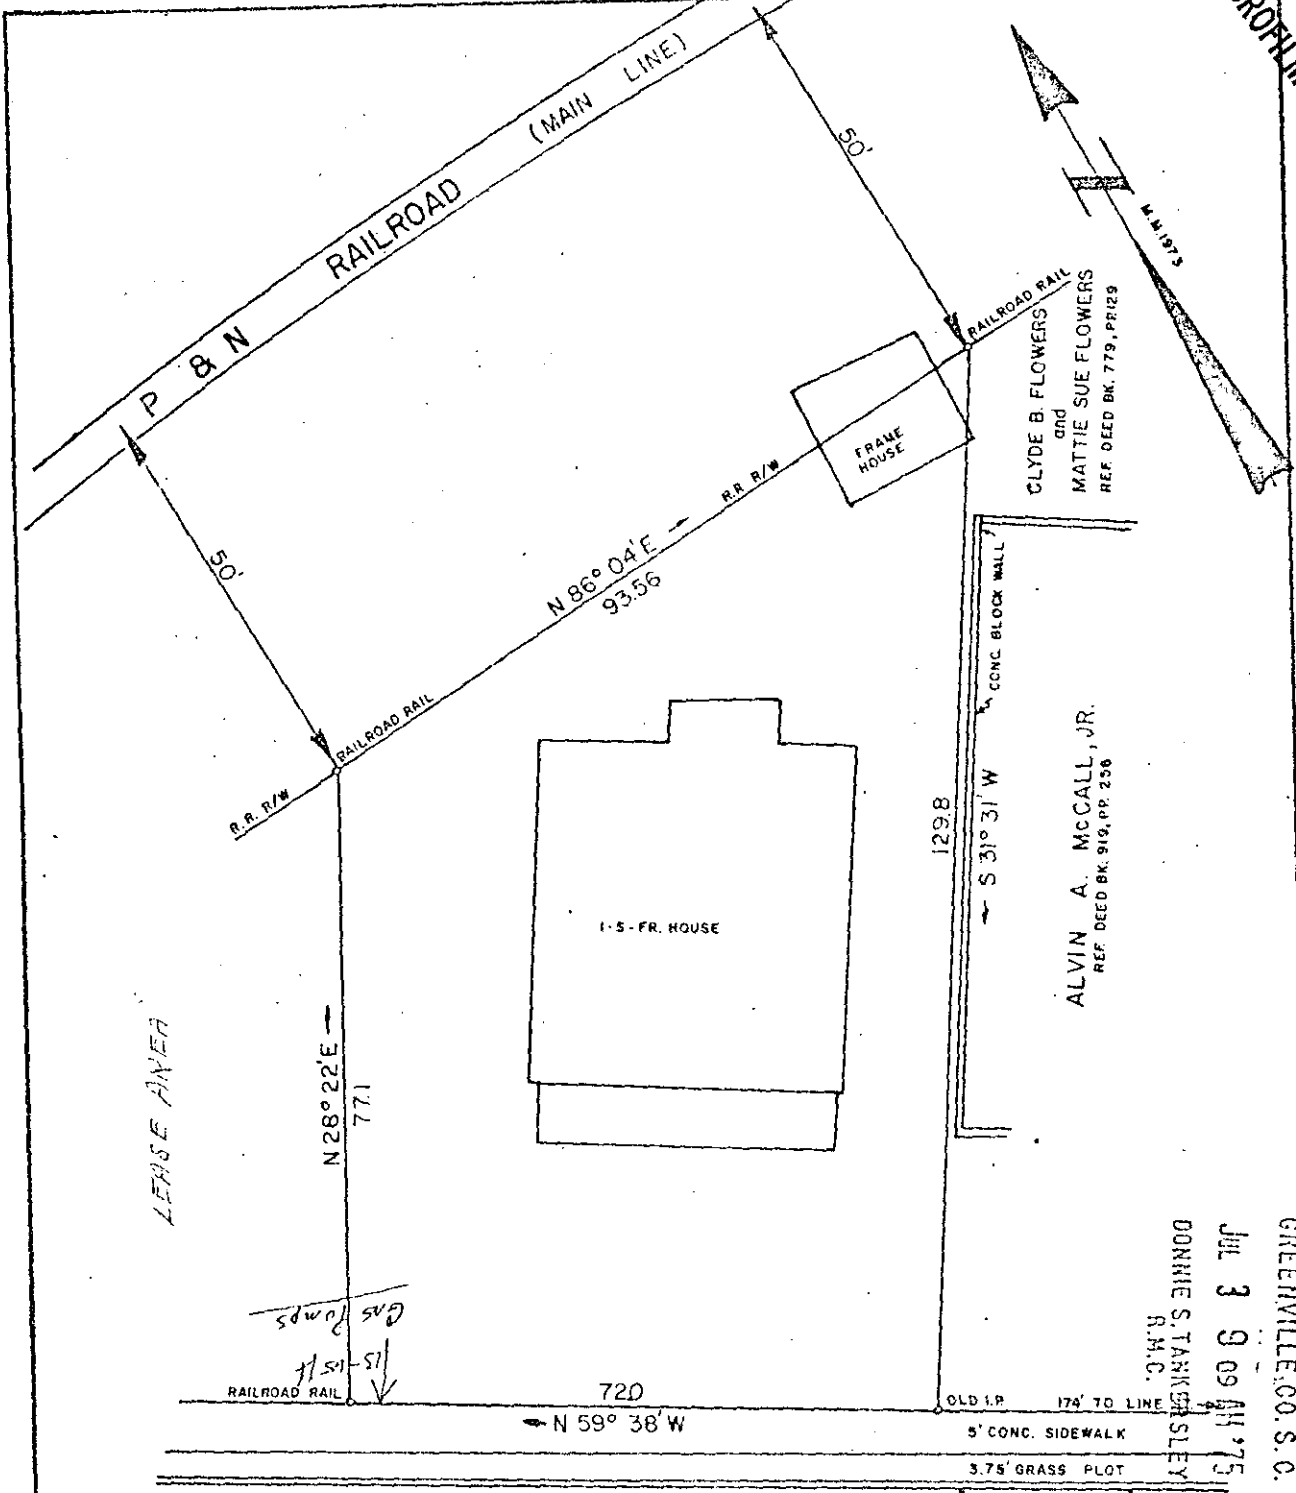 P & N RAILROAD (MAIN LINE)
50'
50'
M.M. 1973
RAILROAD RAIL
CLYDE B. FLOWERS
and
MATTIE SUE FLOWERS
REF. DEED BK. 779, PP. 129
FRAME
HOUSE
R.R. R/W
N 86° 04' E
93.56
CONC. BLOCK WALL
RAILROAD RAIL
R.R. R/W
129.8
S 31° 31' W
ALVIN A. McCALL, JR.
REF. DEED BK. 919, PP. 256
1-S-FR. HOUSE
N 28° 22' E
77.1
LEASE AREA
Gas Pumps
RAILROAD RAIL
72.0
N 59° 38' W
OLD I.P.
174' TO LINE
5' CONC. SIDEWALK
3.75' GRASS PLOT
GREENVILLE, CO. S. C.
JUL 3 9 09 AM '75
DONNIE S. TANKERSLEY
R.M.C.